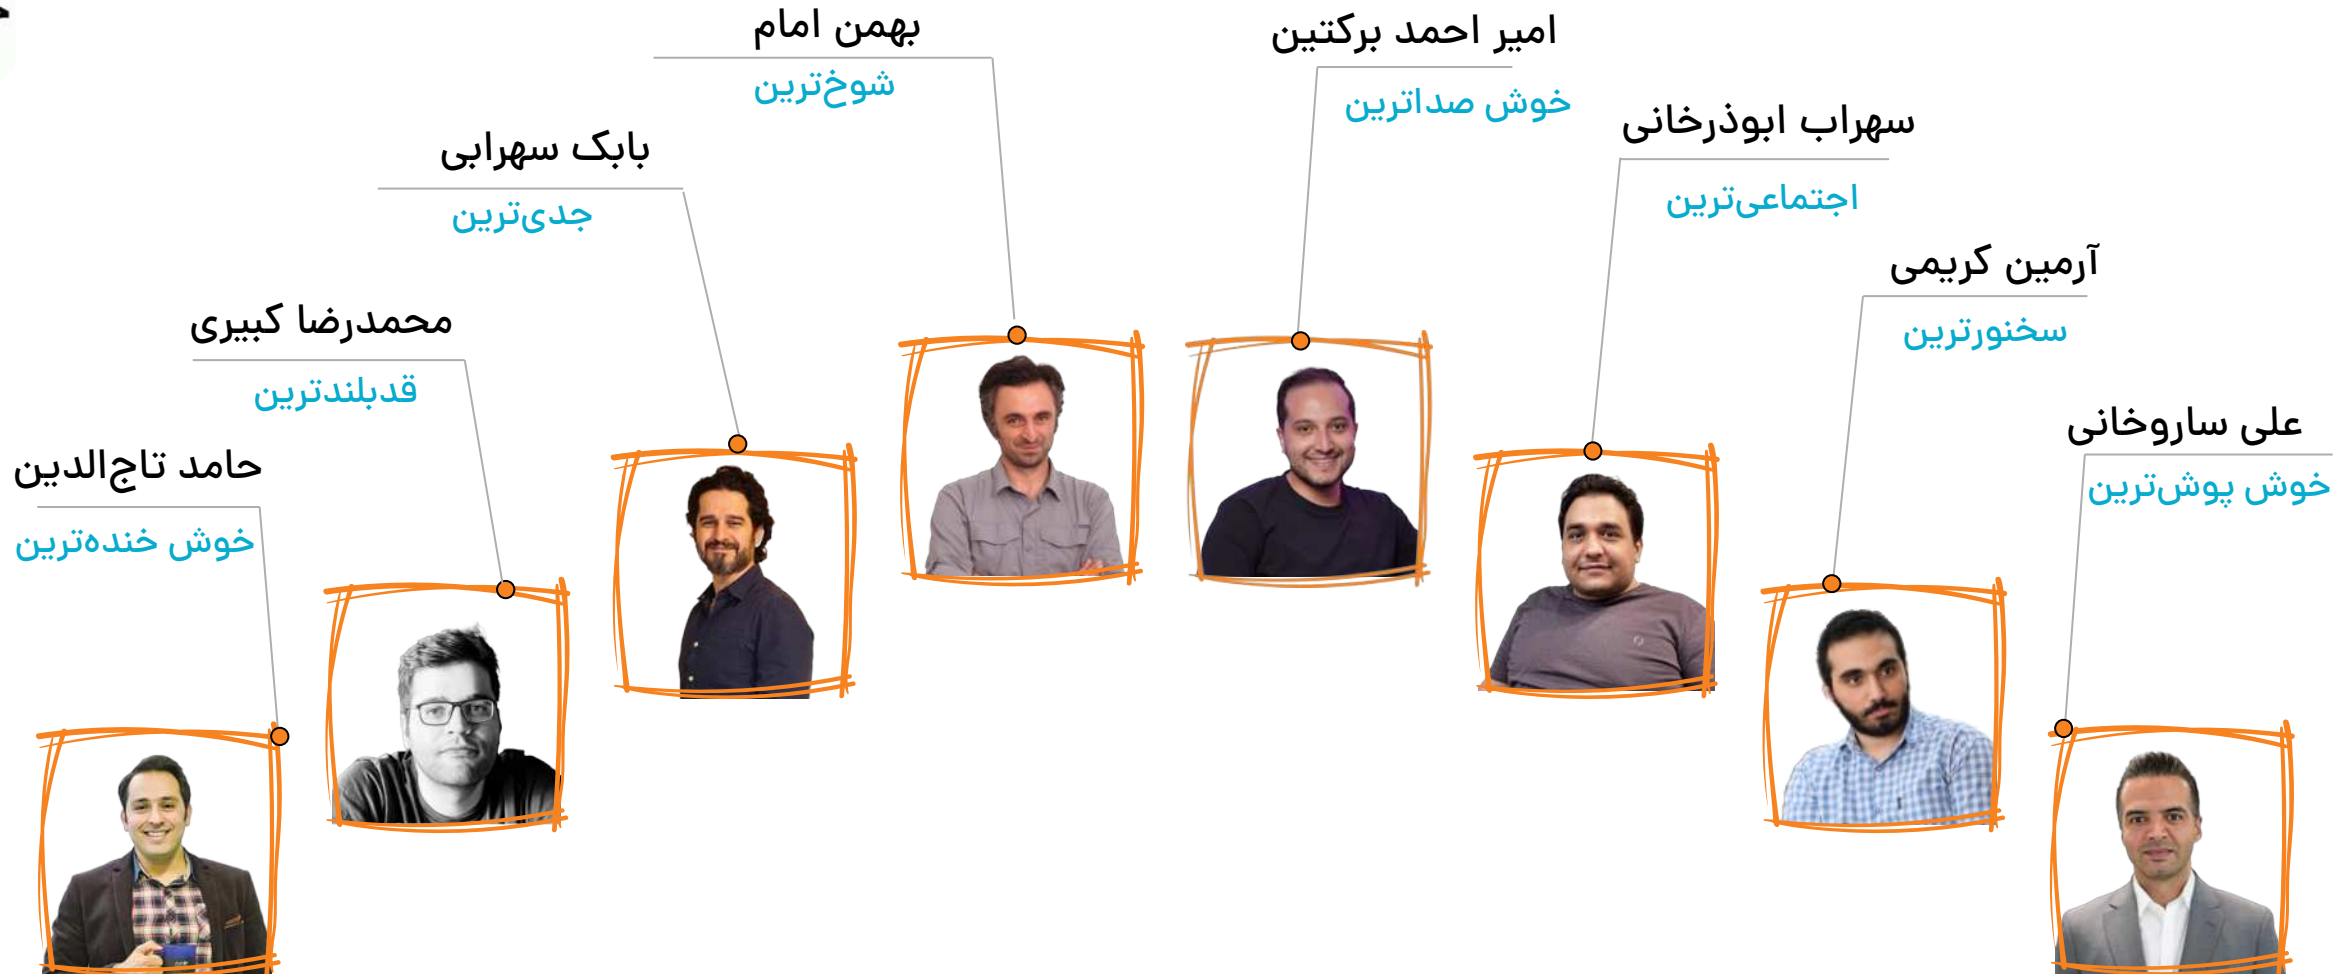 بهمن امام
شوخ‌ترین
امیر احمد برکتین
خوش صداترین
سهراب ابوذرخانی
اجتماعی‌ترین
بابک سهرابی
جدی‌ترین
آرمین کریمی
سخنورترین
محمدرضا کبیری
قدبلندترین
علی ساروخانی
خوش پوش‌ترین
حامد تاج‌الدین
خوش خنده‌ترین